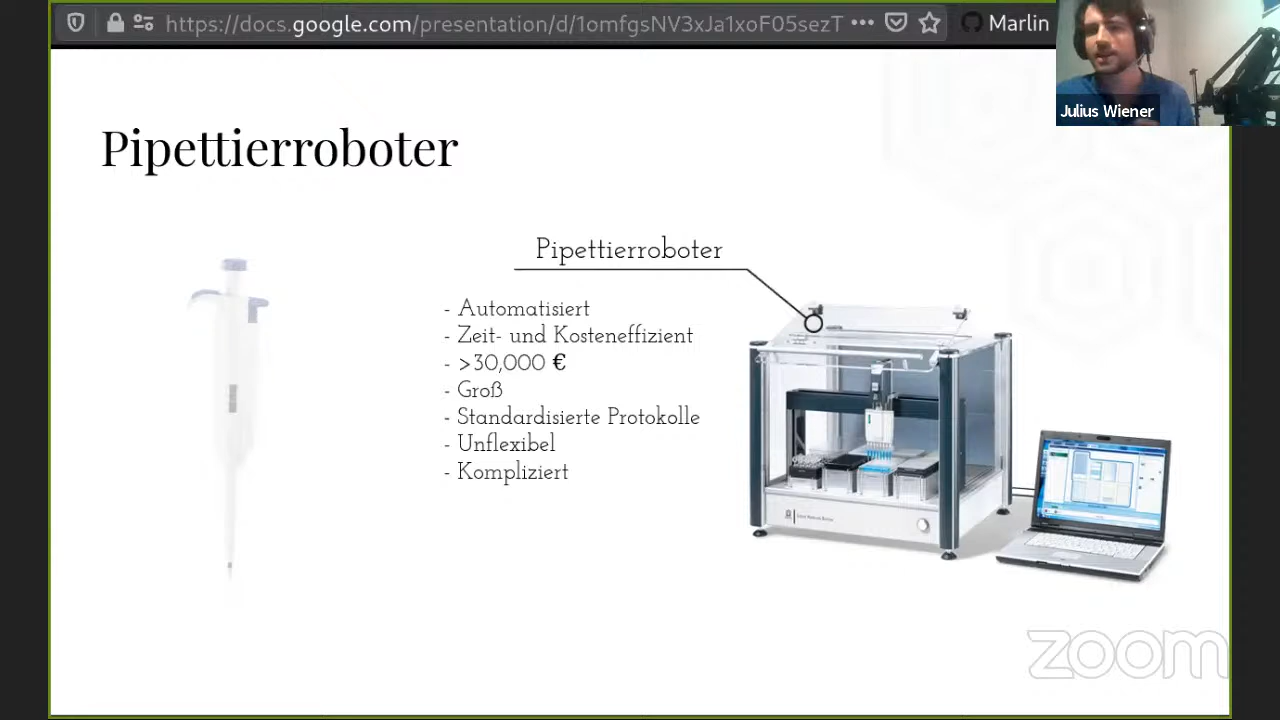 https://docs.google.com/presentation/d/1omfgsNV3xJa1xoF05sezT
Marlin
Julius Wiener
Pipettierroboter
Pipettierroboter
- Automatisiert
- Zeit- und Kosteneffizient
- >30,000 €
- Groß
- Standardisierte Protokolle
- Unflexibel
- Kompliziert
zoom